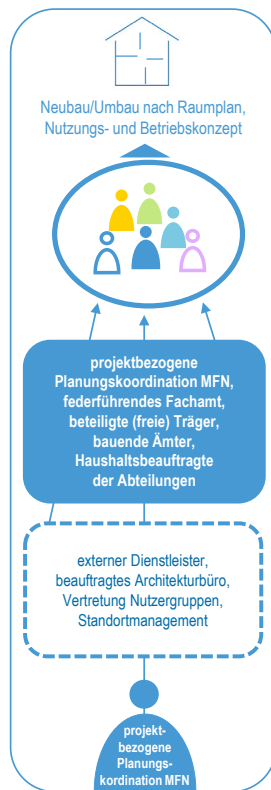 Neubau/Umbau nach Raumplan,
Nutzungs- und Betriebskonzept
projektbezogene
Planungskoordination MFN,
federführendes Fachamt,
beteiligte (freie) Träger,
bauende Ämter,
Haushaltsbeauftragte
der Abteilungen
externer Dienstleister,
beauftragtes Architekturbüro,
Vertretung Nutzergruppen,
Standortmanagement
projekt-
bezogene
Planungs-
kordination MFN